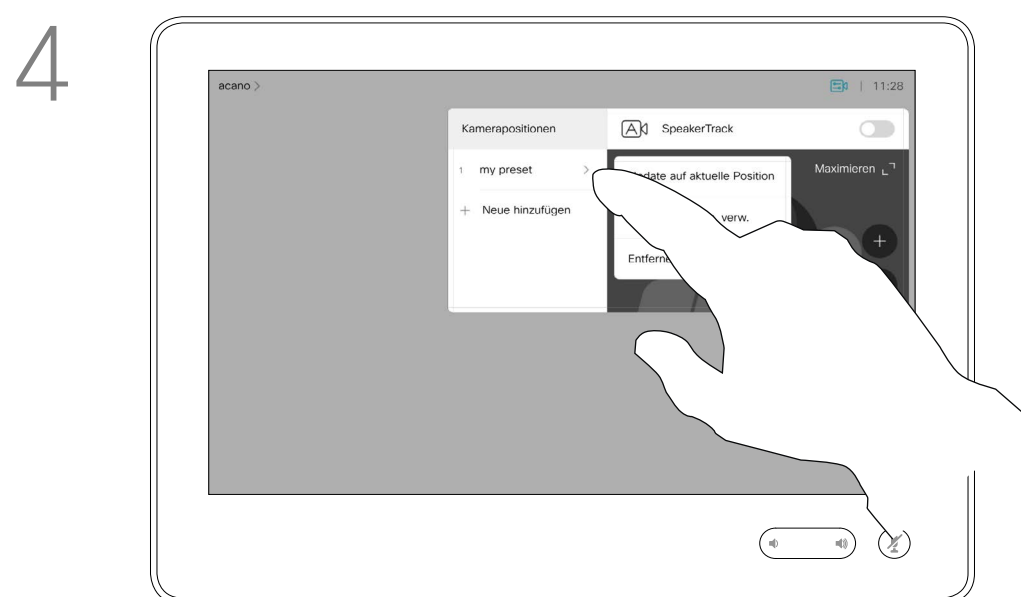 4
acano >
11:28
Kamerapositionen
SpeakerTrack
1 my preset >
Maximieren
date auf aktuelle Position
+ Neue hinzufügen
verw.
+
Entferne